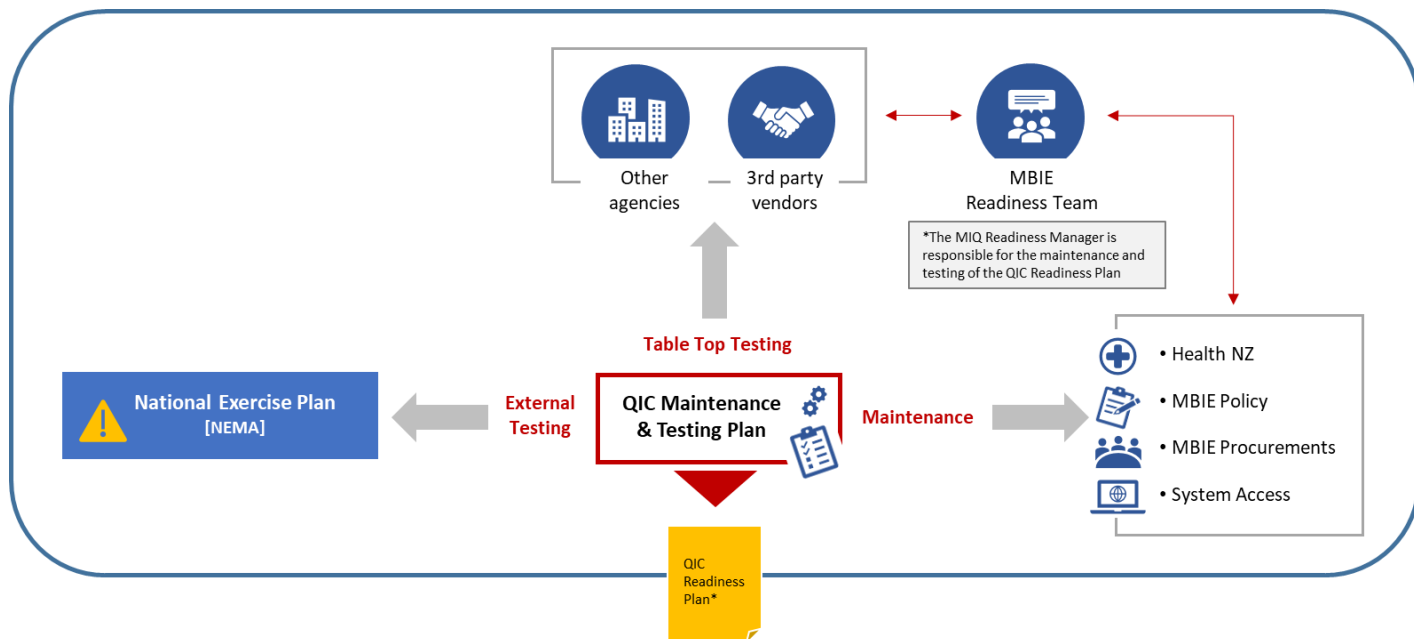 Other
agencies
3rd party
vendors
MBIE
Readiness Team
*The MIQ Readiness Manager is
responsible for the maintenance and
testing of the QIC Readiness Plan
Table Top Testing
National Exercise Plan
[NEMA]
External
Testing
QIC Maintenance
& Testing Plan
Maintenance
• Health NZ
• MBIE Policy
• MBIE Procurements
• System Access
QIC
Readiness
Plan*